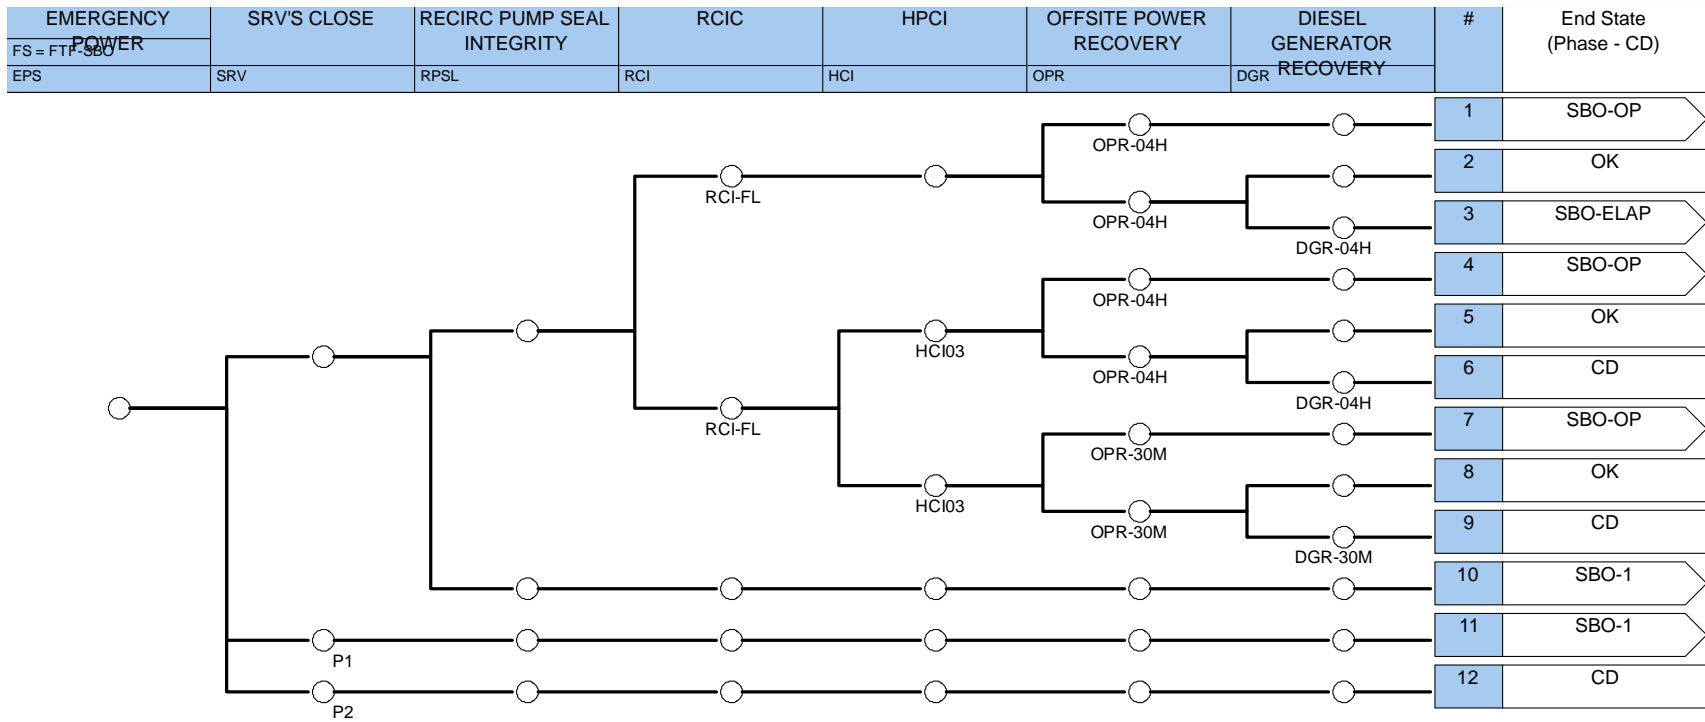 EMERGENCY
POWER
FS = FTF-SBO
EPS
SRV'S CLOSE
SRV
RECIRC PUMP SEAL
INTEGRITY
RPSL
RCIC
RCI
HPCI
HCI
OFFSITE POWER
RECOVERY
OPR
DIESEL
GENERATOR
RECOVERY
DGR
#
End State
(Phase - CD)
1 SBO-OP
OPR-04H
2 OK
RCI-FL
OPR-04H
3 SBO-ELAP
DGR-04H
4 SBO-OP
OPR-04H
5 OK
HCI03
OPR-04H
6 CD
DGR-04H
RCI-FL
7 SBO-OP
OPR-30M
8 OK
HCI03
OPR-30M
9 CD
DGR-30M
10 SBO-1
11 SBO-1
P1
12 CD
P2